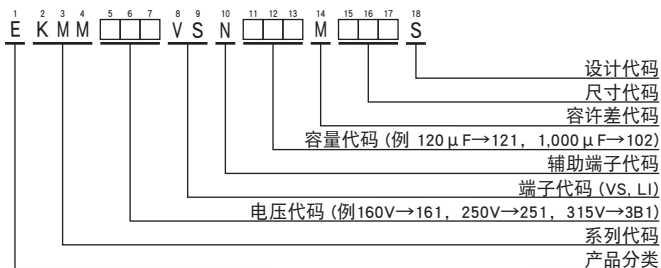 1 2 3 4 5 6 7 8 9 10 11 12 13 14 15 16 17 18
E KMM □□□ VS N □□□ M □□□ S
设计代码
尺寸代码
容许差代码
容量代码 (例 120μF→121, 1,000μF→102)
辅助端子代码
端子代码 (VS, LI)
电压代码 (例160V→161, 250V→251, 315V→3B1)
系列代码
产品分类